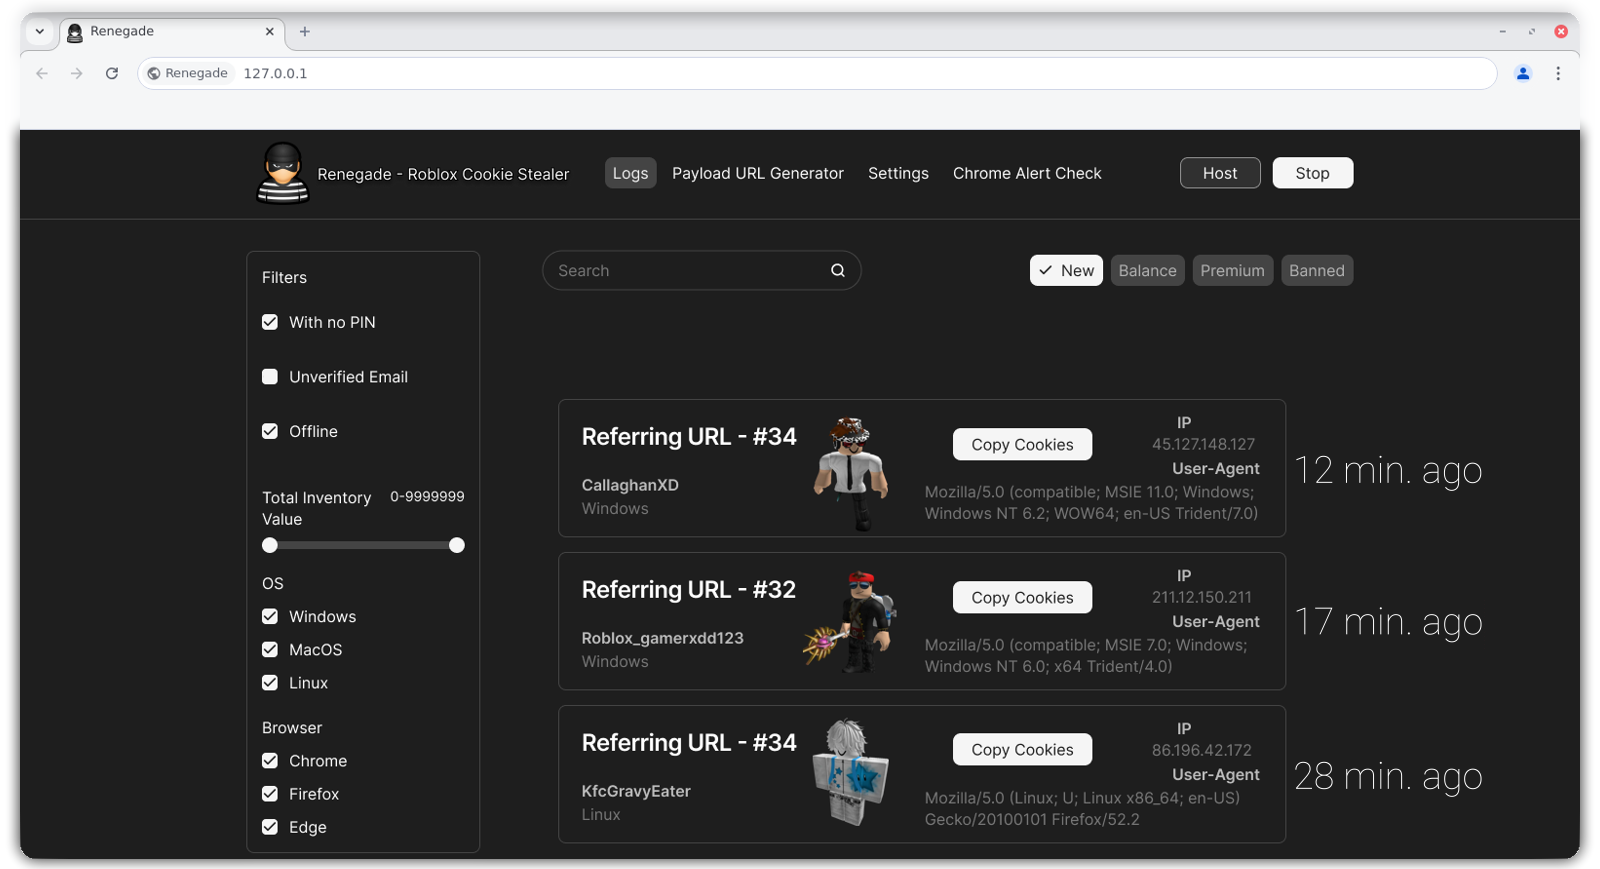 Renegade
Renegade 127.0.0.1
Renegade - Roblox Cookie Stealer
Logs
Payload URL Generator
Settings
Chrome Alert Check
Host
Stop
Filters
With no PIN
Unverified Email
Offline
Total Inventory
Value
0-9999999
OS
Windows
MacOS
Linux
Browser
Chrome
Firefox
Edge
Search
New
Balance
Premium
Banned
Referring URL - #34
CallaghanXD
Windows
Copy Cookies
IP
45.127.148.127
User-Agent
Mozilla/5.0 (compatible; MSIE 11.0; Windows;
Windows NT 6.2; WOW64; en-US Trident/7.0)
12 min. ago
Referring URL - #32
Roblox_gamerxdd123
Windows
Copy Cookies
IP
211.12.150.211
User-Agent
Mozilla/5.0 (compatible; MSIE 7.0; Windows;
Windows NT 6.0; x64 Trident/4.0)
17 min. ago
Referring URL - #34
KfcGravyEater
Linux
Copy Cookies
IP
86.196.42.172
User-Agent
Mozilla/5.0 (Linux; U; Linux x86_64; en-US)
Gecko/20100101 Firefox/52.2
28 min. ago